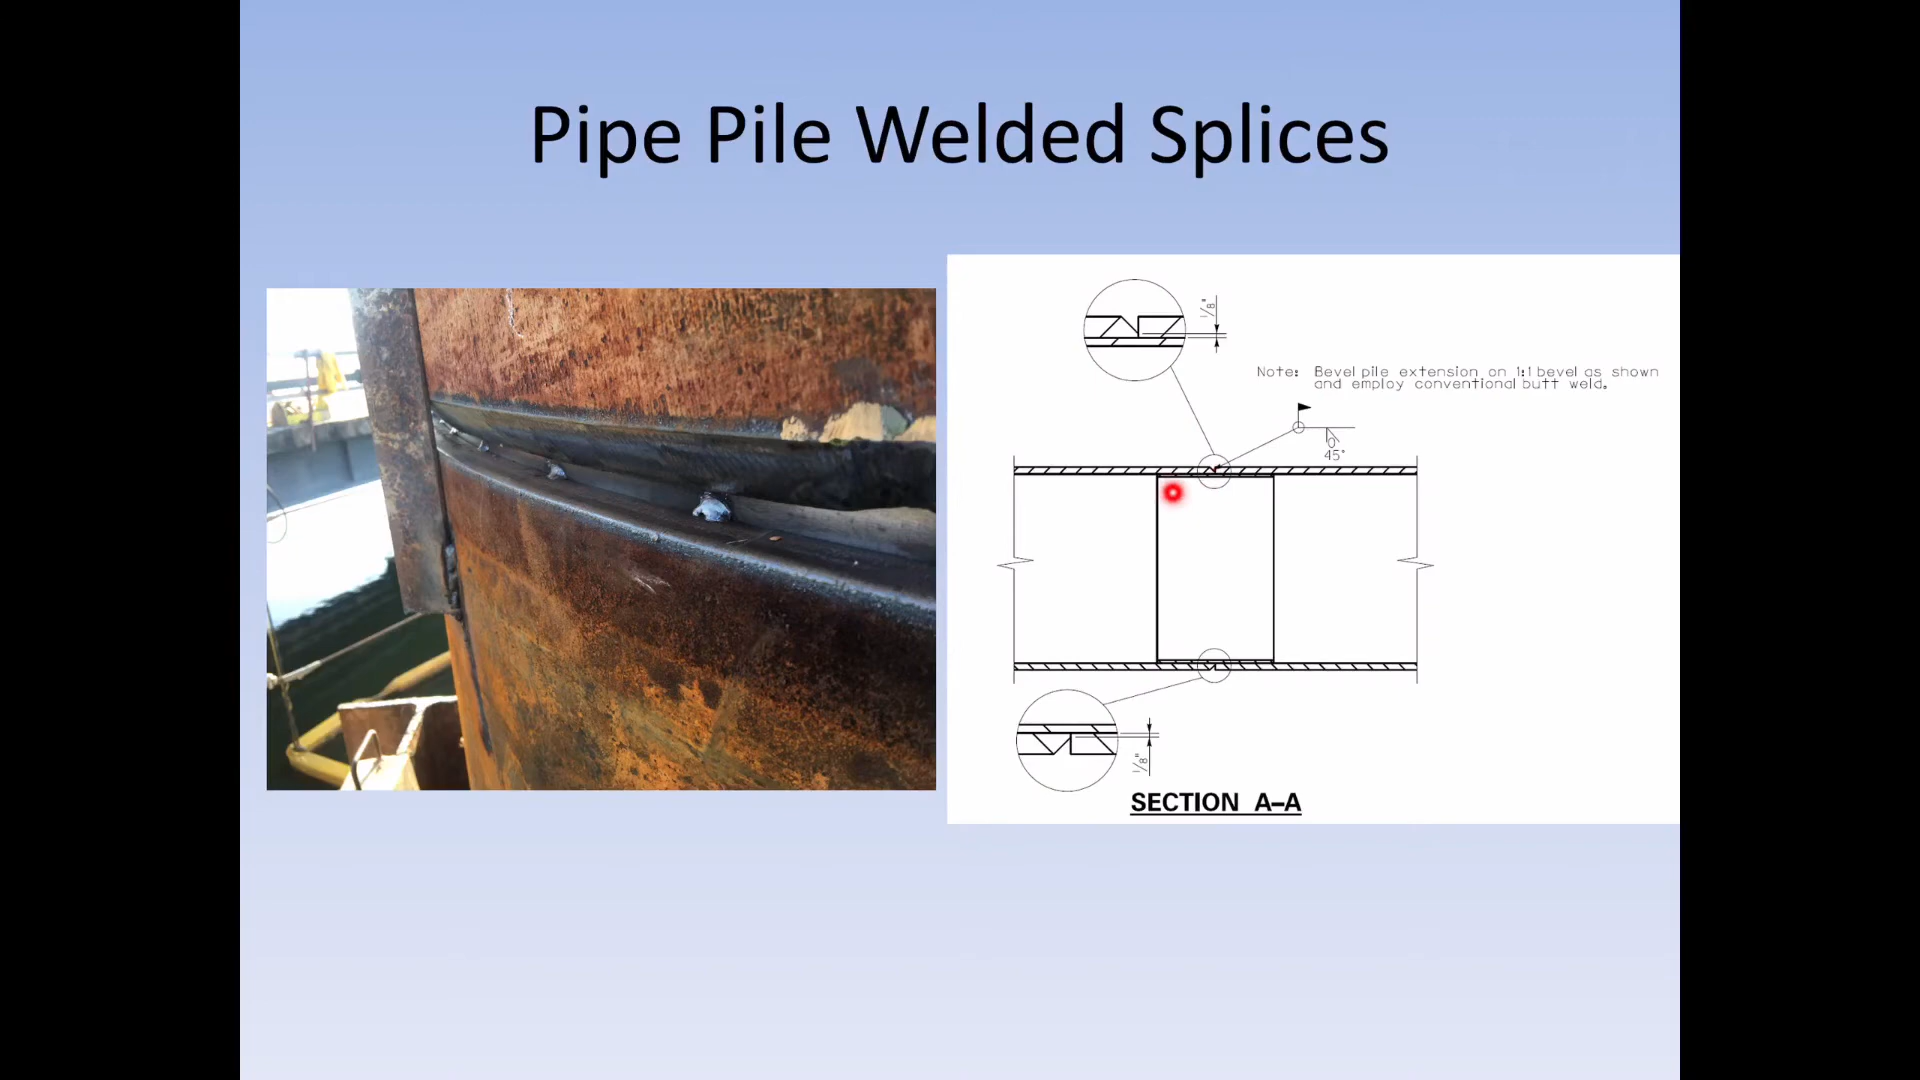 Pipe Pile Welded Splices
1/8"
Note: Bevel pile extension on 1:1 bevel as shown
and employ conventional butt weld.
0
45°
1/8"
SECTION A–A